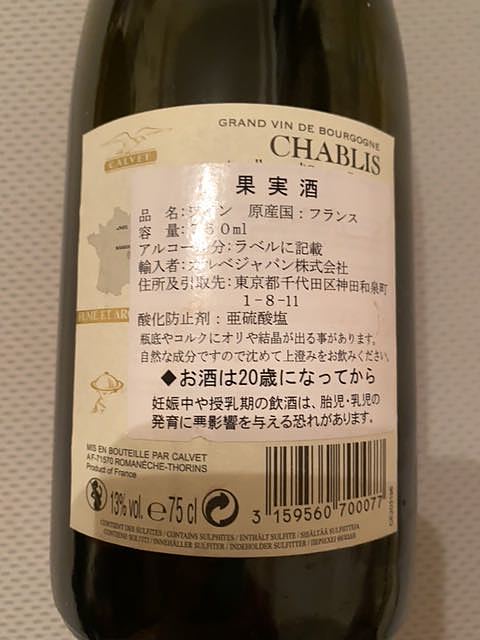 GRAND VIN DE BOURGOGNE
CHABLIS
CALVET
果実酒
品 名:ワイン 原産国:フランス
容 量:750ml
アルコール分:ラベルに記載
輸入者:カルベジャパン株式会社
住所及引取先:東京都千代田区神田和泉町
1-8-11
酸化防止剤:亜硫酸塩
瓶底やコルクにオリや結晶が出る事があります。
自然な成分ですので沈めて上澄みをお飲みください。
◆お酒は20歳になってから
妊娠中や授乳期の飲酒は、胎児・乳児の
発育に悪影響を与える恐れがあります。
MIS EN BOUTEILLE PAR CALVET
A F-71570 ROMANÈCHE-THORINS
Product of France
13% vol. e 75 cl
3 159560 700077
CONTIENT DES SULFITES / CONTAINS SULPHITES / ENTHÄLT SULFITE / SISÄLTÄÄ SULFIITTEJA
/ INNEHÅLLER SULFITER / INDEHOLDER SULFITTER /